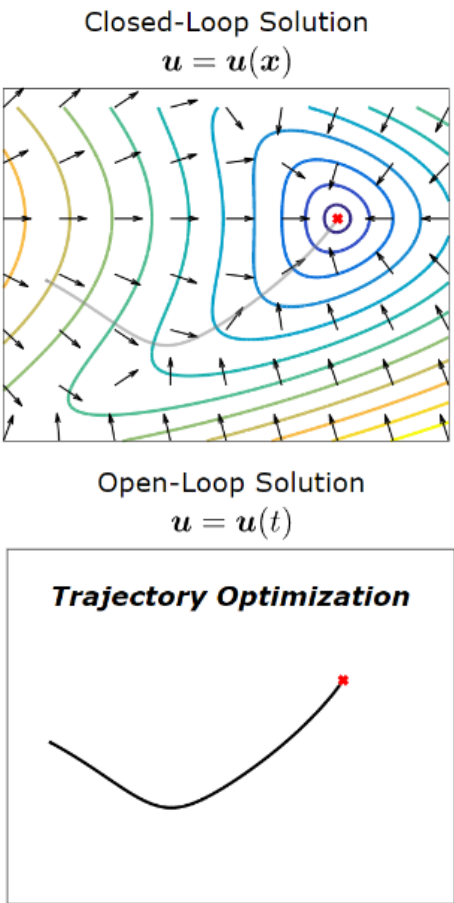 Closed-Loop Solution
u = u(x)
Open-Loop Solution
u = u(t)
Trajectory Optimization